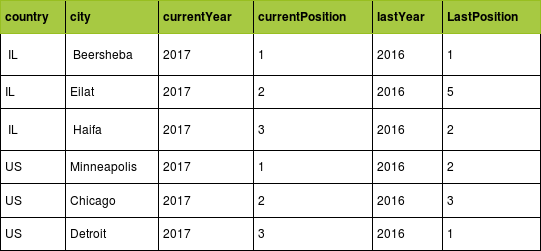 country city currentYear currentPosition lastYear LastPosition
IL Beersheba 2017 1 2016 1
IL Eilat 2017 2 2016 5
IL Haifa 2017 3 2016 2
US Minneapolis 2017 1 2016 2
US Chicago 2017 2 2016 3
US Detroit 2017 3 2016 1